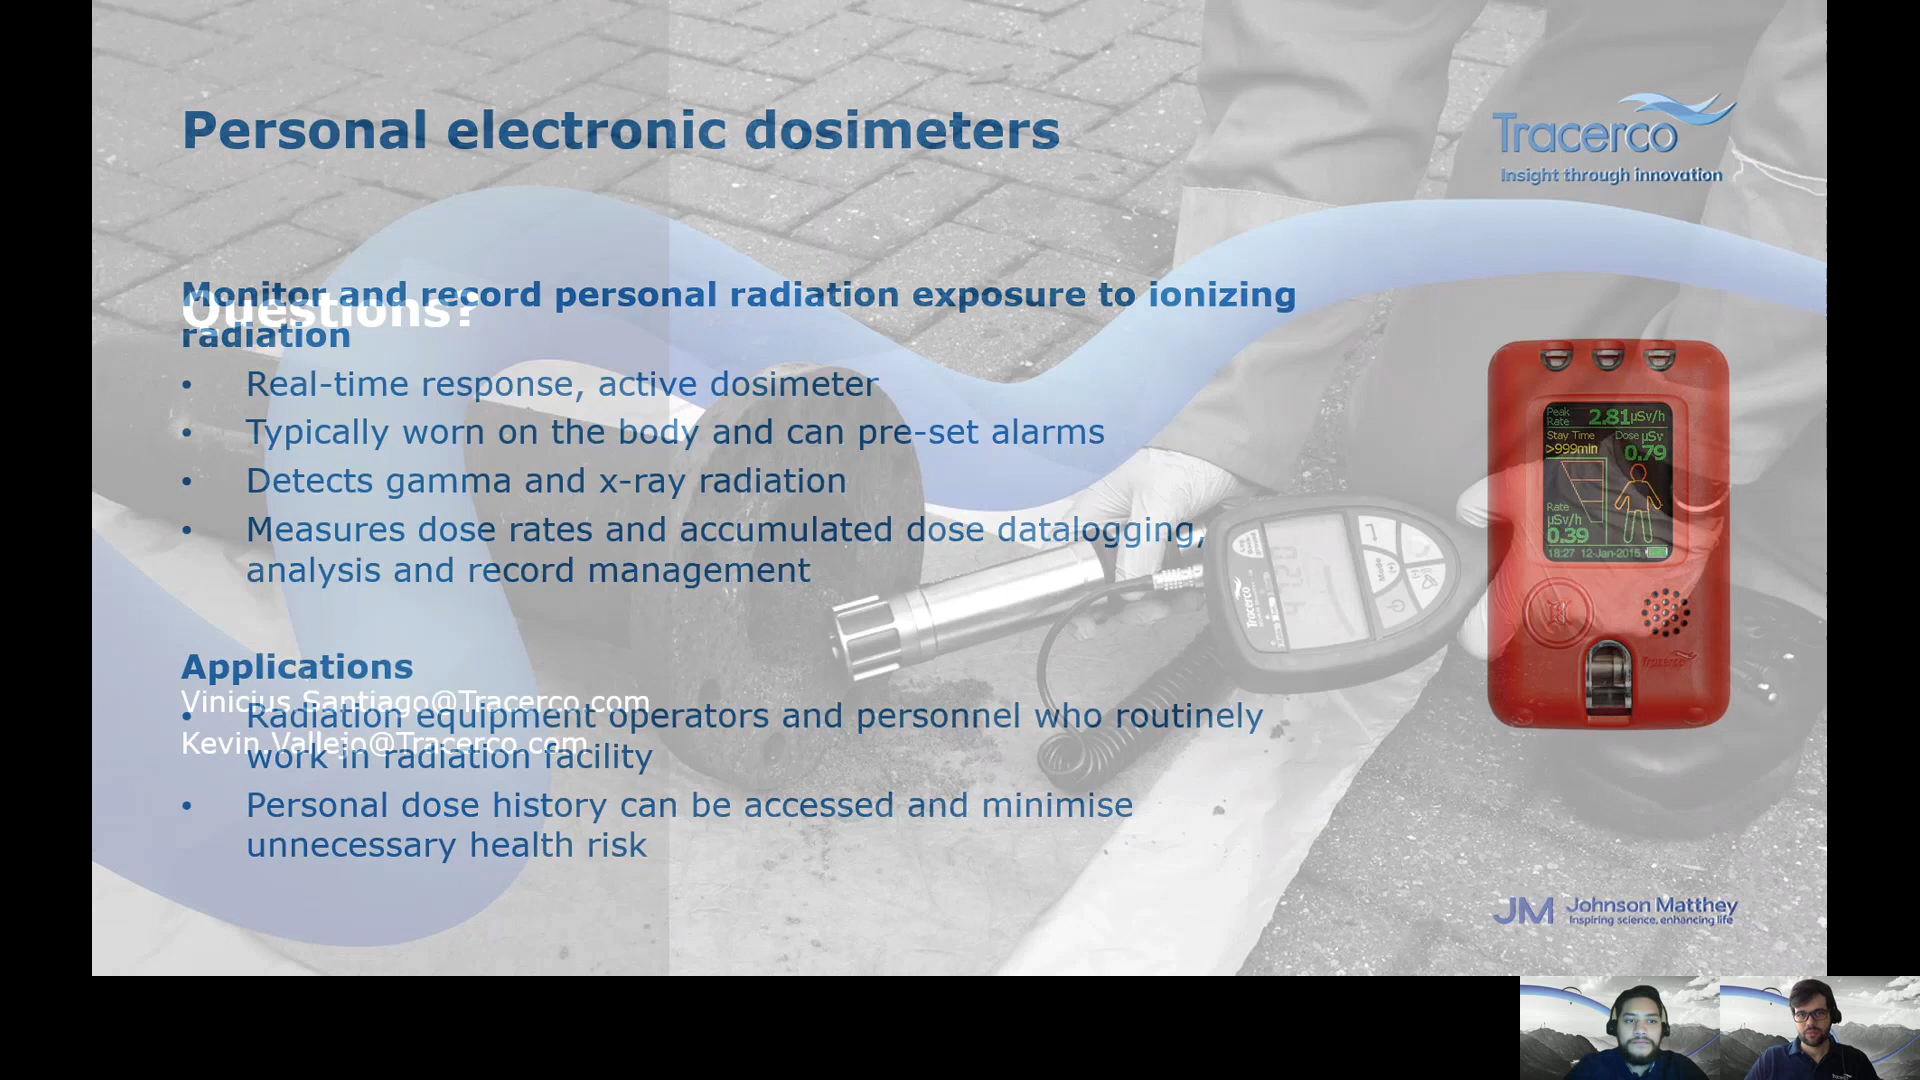 Personal electronic dosimeters
Tracerco
Insight through innovation
Monitor and record personal radiation exposure to ionizing
radiation
Questions?
• Real-time response, active dosimeter
• Typically worn on the body and can pre-set alarms
• Detects gamma and x-ray radiation
• Measures dose rates and accumulated dose datalogging,
analysis and record management
Peak
Rate 2.81µSv/h
Stay Time Dose µSv
>999min 0.79
Rate
µSv/h
0.39
18:27 12-Jan-2015
Tracerco
Tracerco
Mode
Applications
Vinicius.Santiago@Tracerco.com
• Radiation equipment operators and personnel who routinely
Kevin.Vallejo@Tracerco.com
work in radiation facility
• Personal dose history can be accessed and minimise
unnecessary health risk
JM Johnson Matthey
Inspiring science, enhancing life